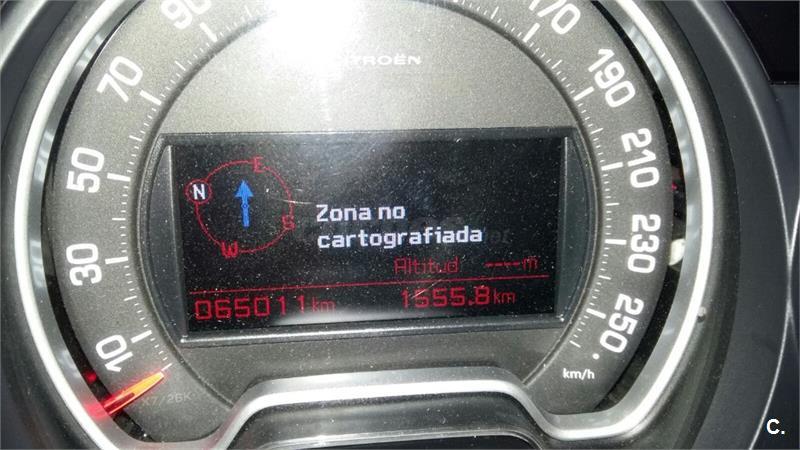 CITROËN
70
90
170
190
50
210
30
230
10
250
km/h
E
N
S
W
Zona no
cartografiada
Altitud ----m
065011 km
1555.8 km
C.